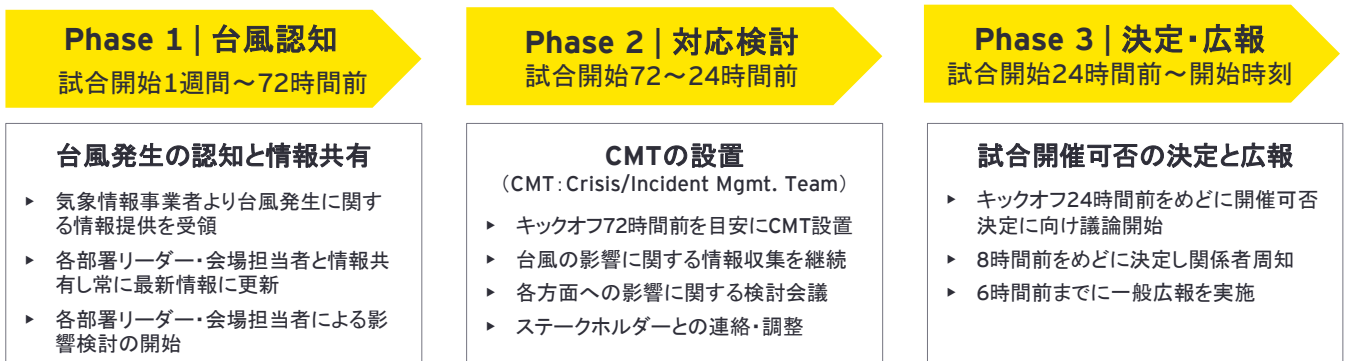 Phase 1 | 台風認知
試合開始1週間～72時間前
台風発生の認知と情報共有
▶ 気象情報事業者より台風発生に関す
る情報提供を受領
▶ 各部署リーダー・会場担当者と情報共
有し常に最新情報に更新
▶ 各部署リーダー・会場担当者による影
響検討の開始
Phase 2 | 対応検討
試合開始72～24時間前
CMTの設置
（CMT：Crisis/Incident Mgmt. Team）
▶ キックオフ72時間前を目安にCMT設置
▶ 台風の影響に関する情報収集を継続
▶ 各方面への影響に関する検討会議
▶ ステークホルダーとの連絡・調整
Phase 3 | 決定・広報
試合開始24時間前～開始時刻
試合開催可否の決定と広報
▶ キックオフ24時間前をめどに開催可否
決定に向け議論開始
▶ 8時間前をめどに決定し関係者周知
▶ 6時間前までに一般広報を実施